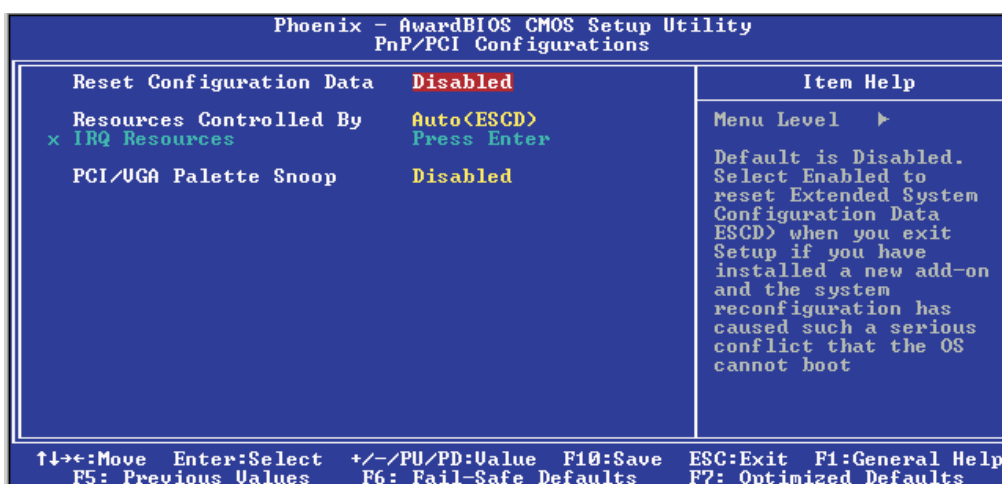 Phoenix – AwardBIOS CMOS Setup Utility
PnP/PCI Configurations
Reset Configuration Data Disabled
Resources Controlled By Auto(ESCD)
x IRQ Resources Press Enter
PCI/VGA Palette Snoop Disabled
Item Help
Menu Level ▶
Default is Disabled.
Select Enabled to
reset Extended System
Configuration Data
ESCD) when you exit
Setup if you have
installed a new add-on
and the system
reconfiguration has
caused such a serious
conflict that the OS
cannot boot
↑↓→←:Move Enter:Select +/-/PU/PD:Value F10:Save ESC:Exit F1:General Help
F5: Previous Values F6: Fail-Safe Defaults F7: Optimized Defaults